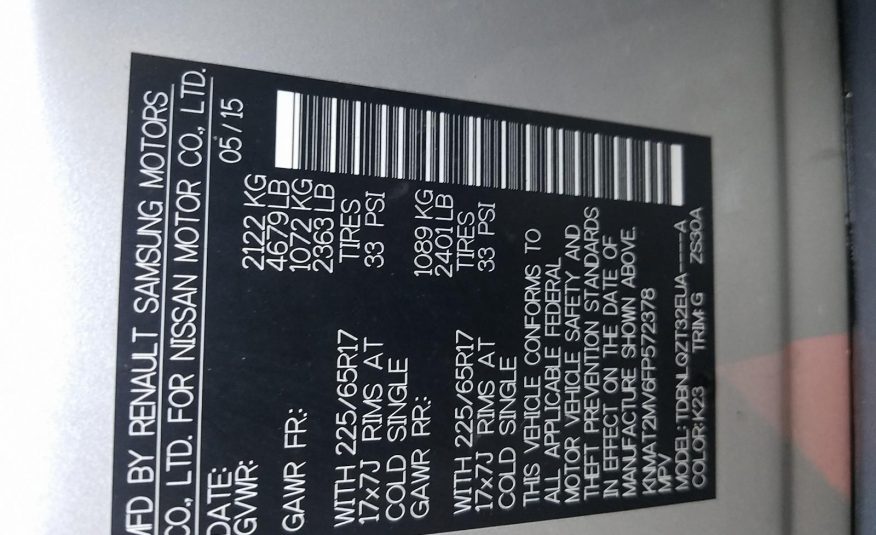 MFD BY RENAULT SAMSUNG MOTORS
CO., LTD. FOR NISSAN MOTOR CO., LTD.
DATE: 05/15
GVWR: 2122 KG
4679 LB
GAWR FR: 1072 KG
2363 LB
WITH 225/65R17 TIRES
17x7J RIMS AT 33 PSI
COLD SINGLE
GAWR RR: 1089 KG
2401 LB
WITH 225/65R17 TIRES
17x7J RIMS AT 33 PSI
COLD SINGLE
THIS VEHICLE CONFORMS TO
ALL APPLICABLE FEDERAL
MOTOR VEHICLE SAFETY AND
THEFT PREVENTION STANDARDS
IN EFFECT ON THE DATE OF
MANUFACTURE SHOWN ABOVE.
KNMAT2MV6FP572378
MPV
MODEL: TDBNLQZT32EUA----A
COLOR: K23 TRIM: G ZS30A